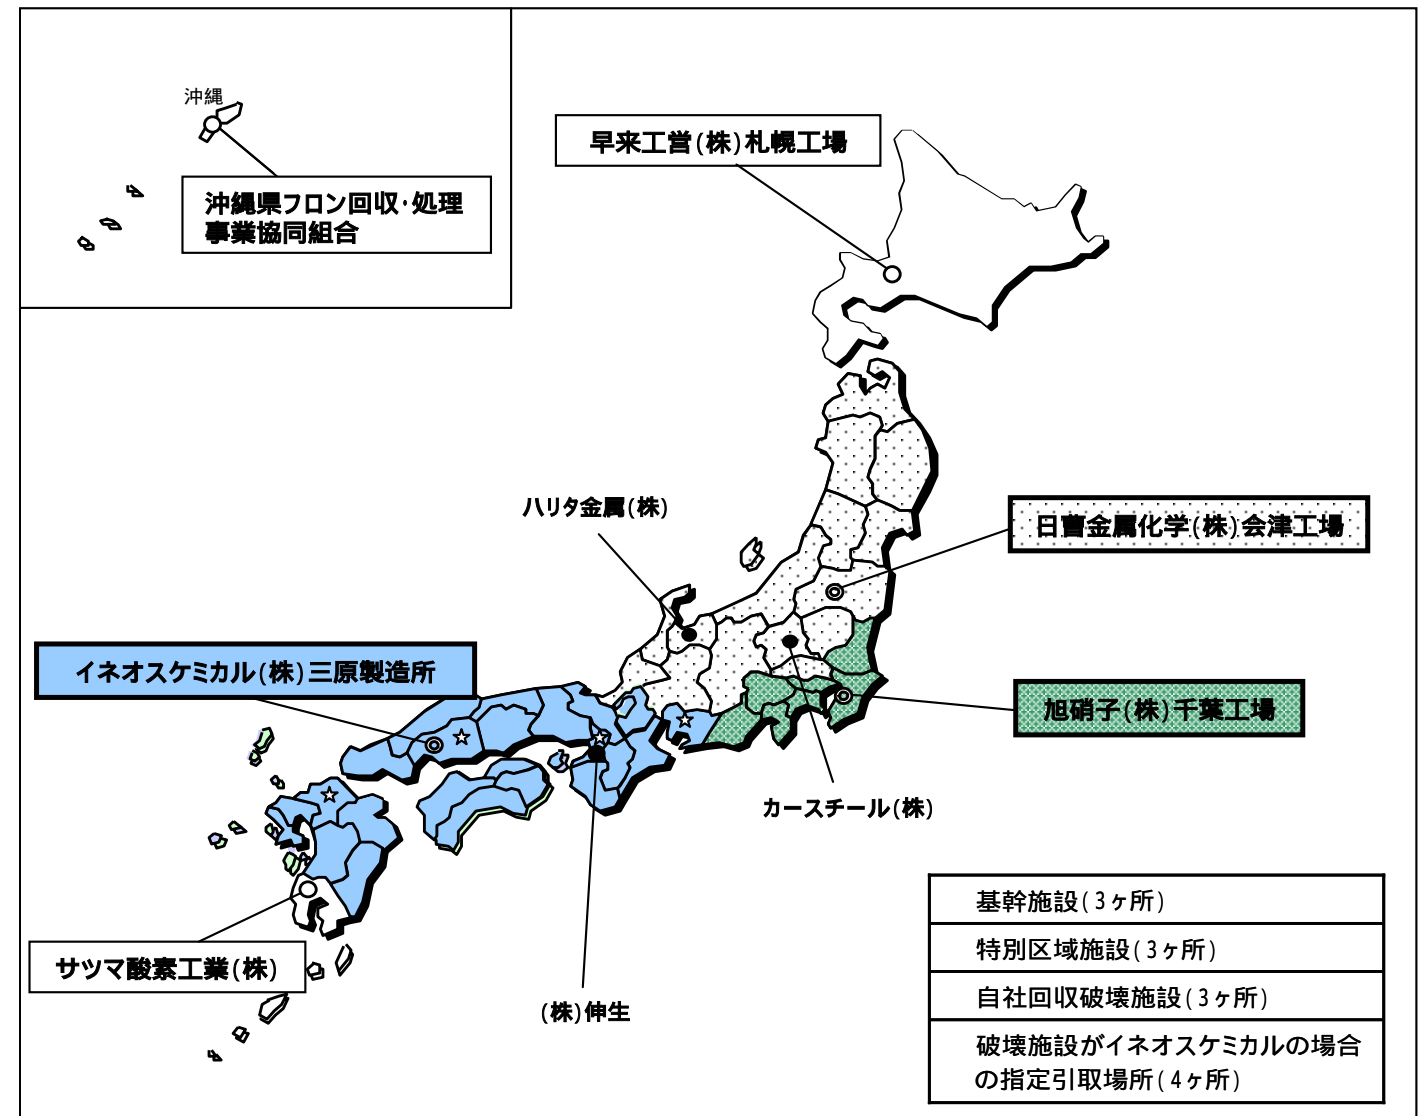 沖縄
沖縄県フロン回収・処理
事業協同組合
早来工営(株)札幌工場
ハリタ金属(株)
日曹金属化学(株)会津工場
イネオスケミカル(株)三原製造所
旭硝子(株)千葉工場
カースチール(株)
サツマ酸素工業(株)
(株)伸生
基幹施設(3ヶ所)
特別区域施設(3ヶ所)
自社回収破壊施設(3ヶ所)
破壊施設がイネオスケミカルの場合
の指定引取場所(4ヶ所)